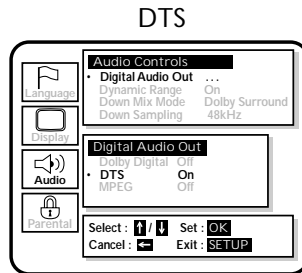 DTS
Language
Display
Audio
Parental
Audio Controls
• Digital Audio Out ...
Dynamic Range On
Down Mix Mode Dolby Surround
Down Sampling 48kHz
Digital Audio Out
Dolby Digital Off
• DTS On
MPEG Off
Select : ↑ / ↓ Set : OK
Cancel : ← Exit : SETUP